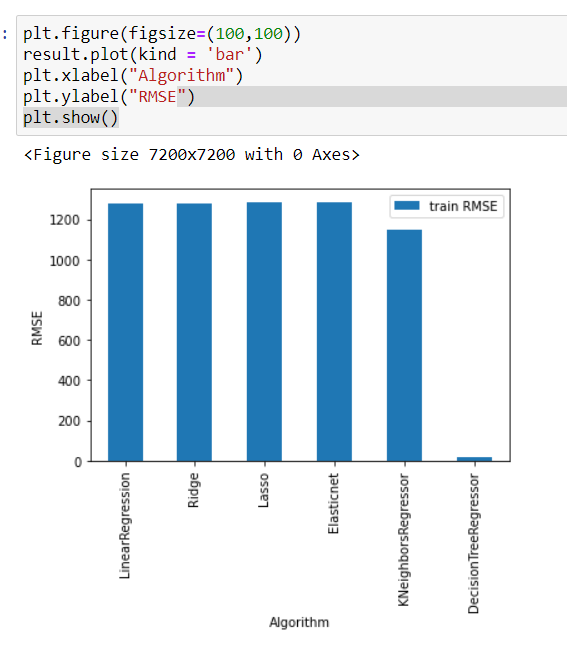 :
plt.figure(figsize=(100,100))
result.plot(kind = 'bar')
plt.xlabel("Algorithm")
plt.ylabel("RMSE")
plt.show()
<Figure size 7200x7200 with 0 Axes>
train RMSE
1200
1000
800
600
400
200
0
RMSE
LinearRegression
Ridge
Lasso
Elasticnet
KNeighborsRegressor
DecisionTreeRegressor
Algorithm